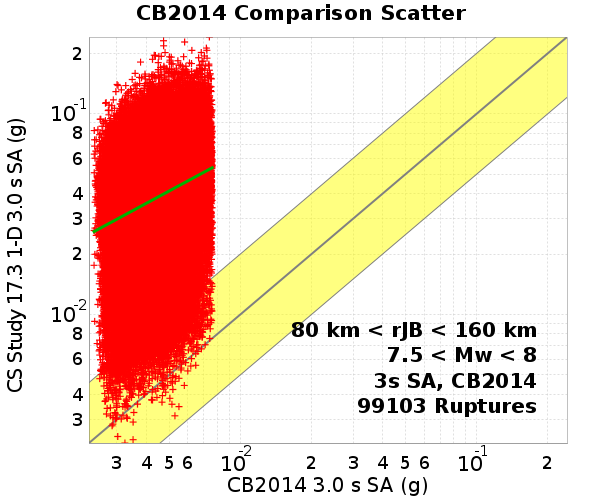 CB2014 Comparison Scatter
CS Study 17.3 1-D 3.0 s SA (g)
2
10-1
8
6
4
3
2
10-2
8
6
4
3
80 km < rJB < 160 km
7.5 < Mw < 8
3s SA, CB2014
99103 Ruptures
3 4 5 6 10-2 2 3 4 5 6 10-1 2
CB2014 3.0 s SA (g)